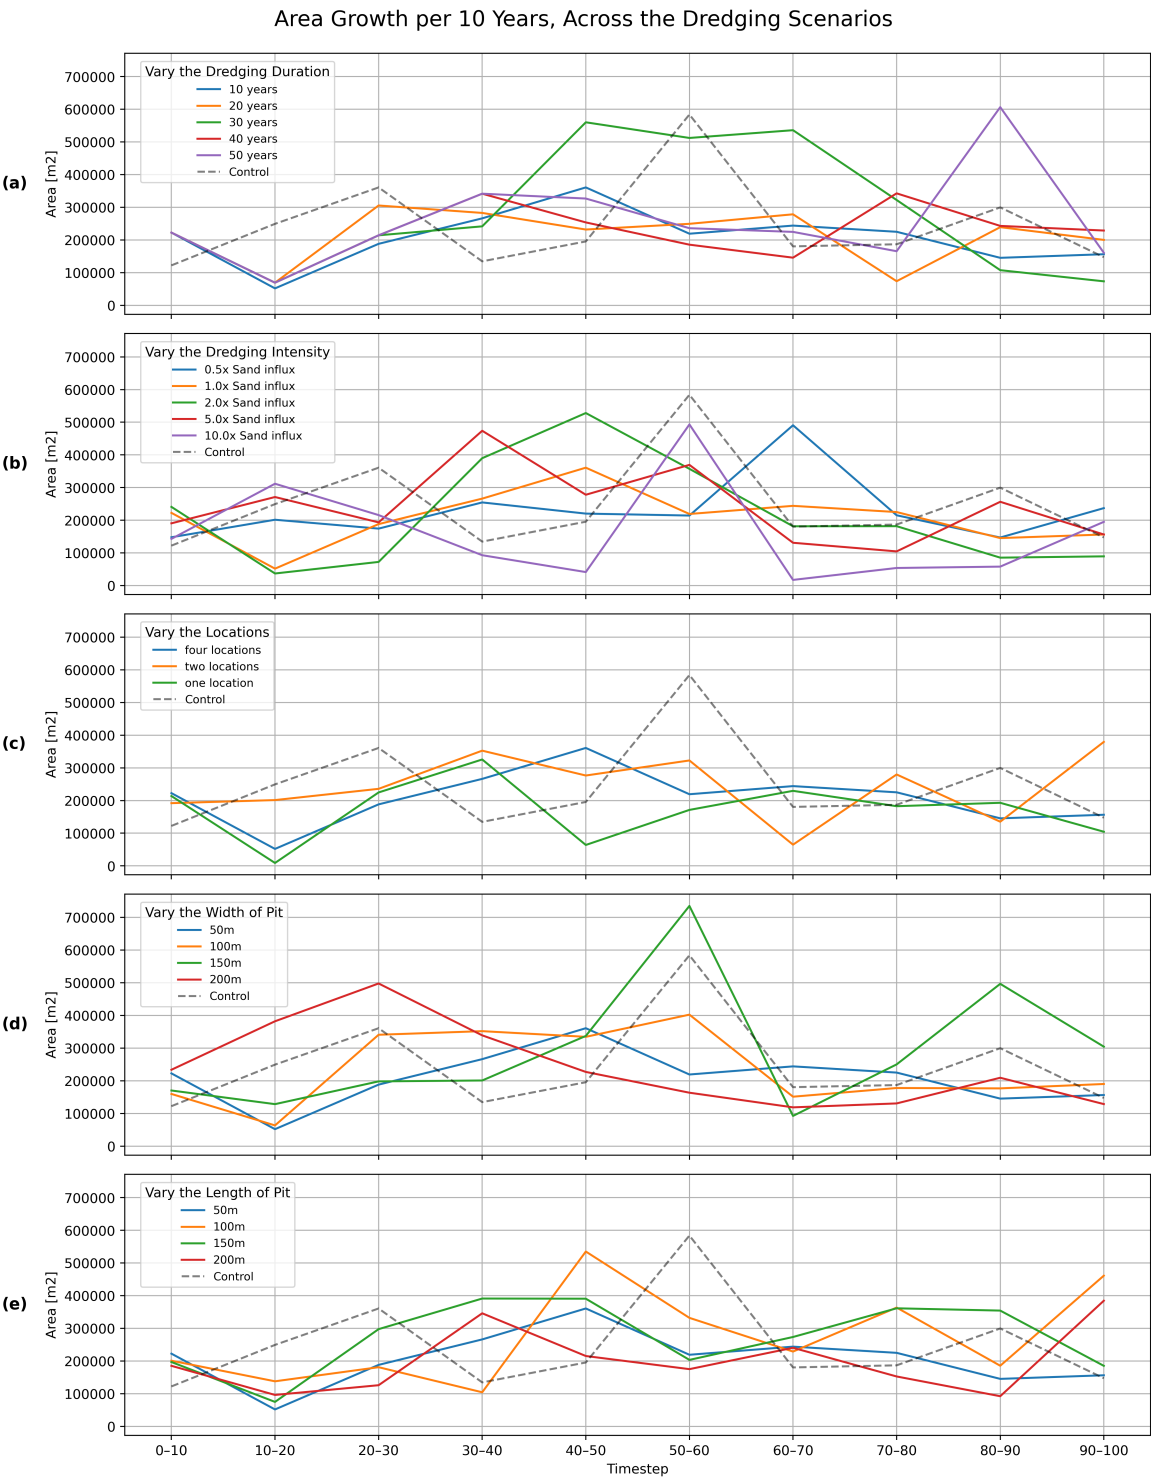 Area Growth per 10 Years, Across the Dredging Scenarios
(a)
Area [m2]
700000
600000
500000
400000
300000
200000
100000
0
Vary the Dredging Duration
10 years
20 years
30 years
40 years
50 years
Control
(b)
Area [m2]
700000
600000
500000
400000
300000
200000
100000
0
Vary the Dredging Intensity
0.5x Sand influx
1.0x Sand influx
2.0x Sand influx
5.0x Sand influx
10.0x Sand influx
Control
(c)
Area [m2]
700000
600000
500000
400000
300000
200000
100000
0
Vary the Locations
four locations
two locations
one location
Control
(d)
Area [m2]
700000
600000
500000
400000
300000
200000
100000
0
Vary the Width of Pit
50m
100m
150m
200m
Control
(e)
Area [m2]
700000
600000
500000
400000
300000
200000
100000
0
Vary the Length of Pit
50m
100m
150m
200m
Control
0–10 10–20 20–30 30–40 40–50 50–60 60–70 70–80 80–90 90–100
Timestep